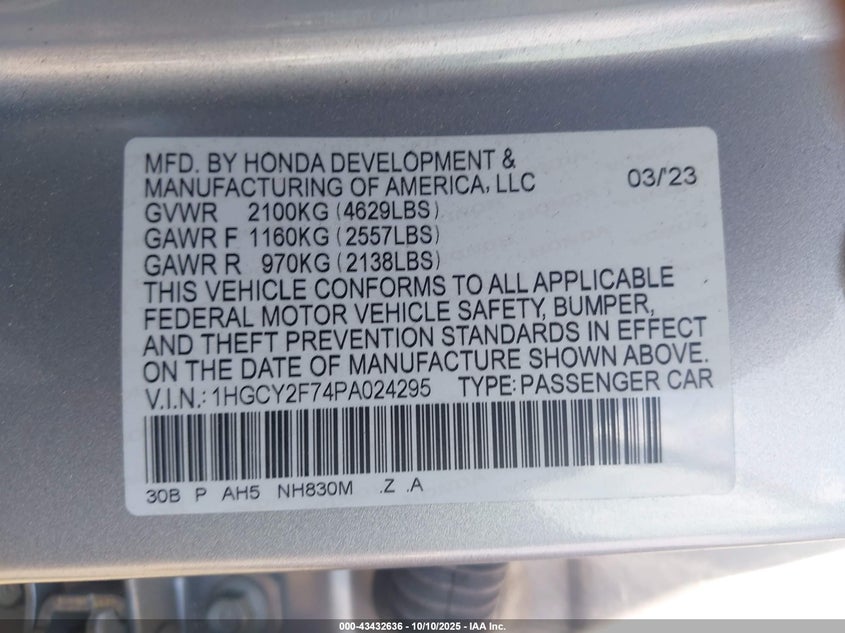 MFD. BY HONDA DEVELOPMENT &
MANUFACTURING OF AMERICA, LLC 03/'23
GVWR 2100KG (4629LBS)
GAWR F 1160KG (2557LBS)
GAWR R 970KG (2138LBS)
THIS VEHICLE CONFORMS TO ALL APPLICABLE
FEDERAL MOTOR VEHICLE SAFETY, BUMPER,
AND THEFT PREVENTION STANDARDS IN EFFECT
ON THE DATE OF MANUFACTURE SHOWN ABOVE.
V.I.N.: 1HGCY2F74PA024295 TYPE: PASSENGER CAR
30B P AH5 NH830M .Z .A
000-43432636 - 10/10/2025 - IAA Inc.